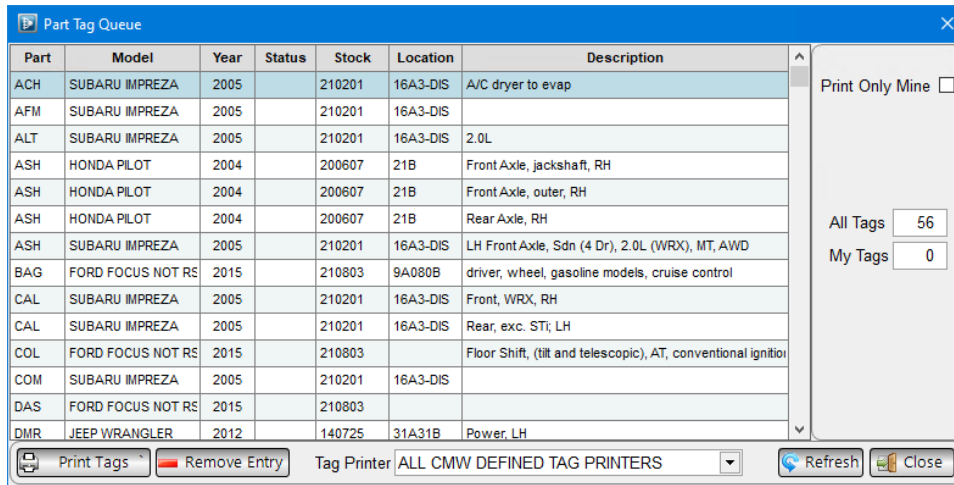 Part Tag Queue
Part Model Year Status Stock Location Description
ACH SUBARU IMPREZA 2005 210201 16A3-DIS A/C dryer to evap
AFM SUBARU IMPREZA 2005 210201 16A3-DIS
ALT SUBARU IMPREZA 2005 210201 16A3-DIS 2.0L
ASH HONDA PILOT 2004 200607 21B Front Axle, jackshaft, RH
ASH HONDA PILOT 2004 200607 21B Front Axle, outer, RH
ASH HONDA PILOT 2004 200607 21B Rear Axle, RH
ASH SUBARU IMPREZA 2005 210201 16A3-DIS LH Front Axle, Sdn (4 Dr), 2.0L (WRX), MT, AWD
BAG FORD FOCUS NOT RS 2015 210803 9A080B driver, wheel, gasoline models, cruise control
CAL SUBARU IMPREZA 2005 210201 16A3-DIS Front, WRX, RH
CAL SUBARU IMPREZA 2005 210201 16A3-DIS Rear, exc. STi; LH
COL FORD FOCUS NOT RS 2015 210803 Floor Shift, (tilt and telescopic), AT, conventional ignitio
COM SUBARU IMPREZA 2005 210201 16A3-DIS
DAS FORD FOCUS NOT RS 2015 210803
DMR JEEP WRANGLER 2012 140725 31A31B Power, LH
Print Only Mine
All Tags 56
My Tags 0
Print Tags Remove Entry Tag Printer ALL CMW DEFINED TAG PRINTERS Refresh Close